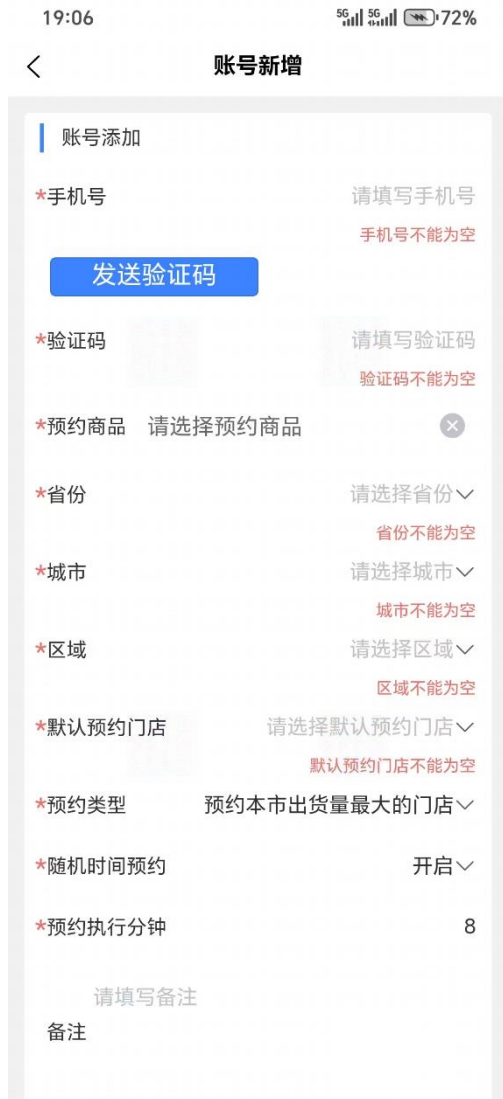 19:06 5G 5G 72%
账号新增
账号添加
*手机号 请填写手机号
手机号不能为空
发送验证码
*验证码 请填写验证码
验证码不能为空
*预约商品 请选择预约商品
*省份 请选择省份
省份不能为空
*城市 请选择城市
城市不能为空
*区域 请选择区域
区域不能为空
*默认预约门店 请选择默认预约门店
默认预约门店不能为空
*预约类型 预约本市出货量最大的门店
*随机时间预约 开启
*预约执行分钟 8
请填写备注
备注